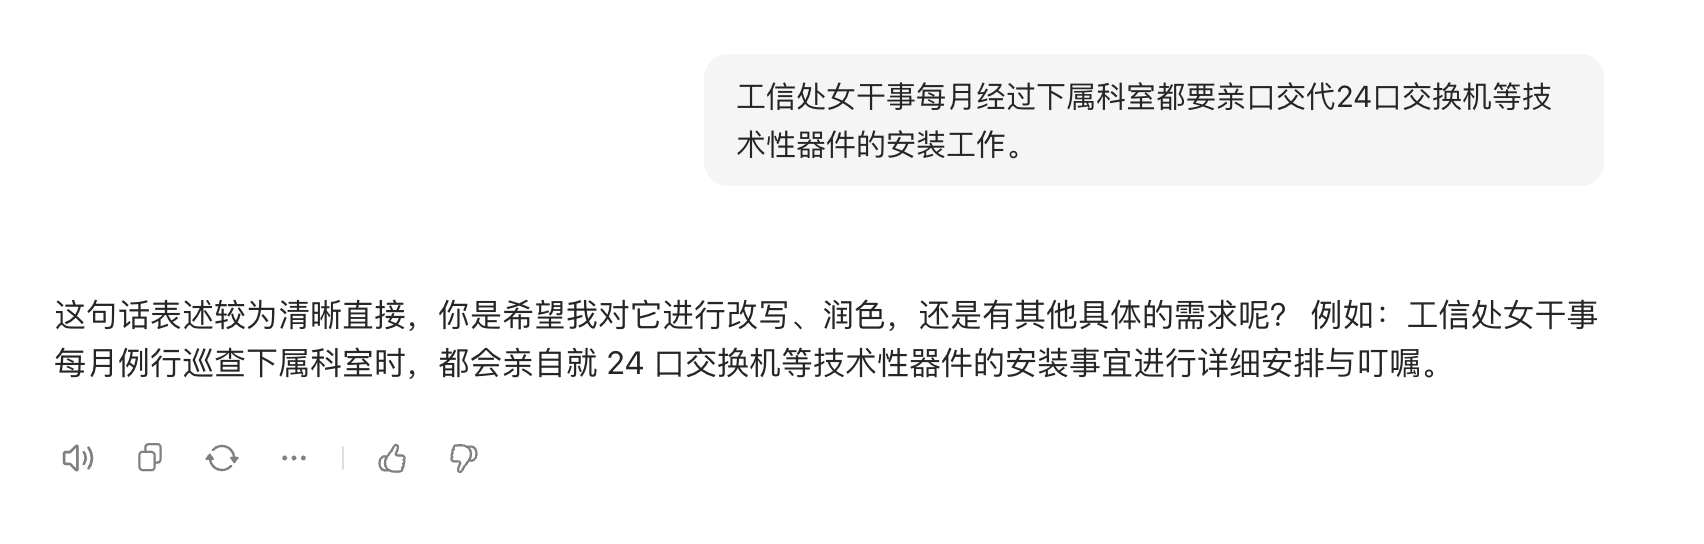 工信处女干事每月经过下属科室都要亲口交代24口交换机等技
术性器件的安装工作。
这句话表述较为清晰直接，你是希望我对它进行改写、润色，还是有其他具体的需求呢？ 例如：工信处女干事
每月例行巡查下属科室时，都会亲自就 24 口交换机等技术性器件的安装事宜进行详细安排与叮嘱。